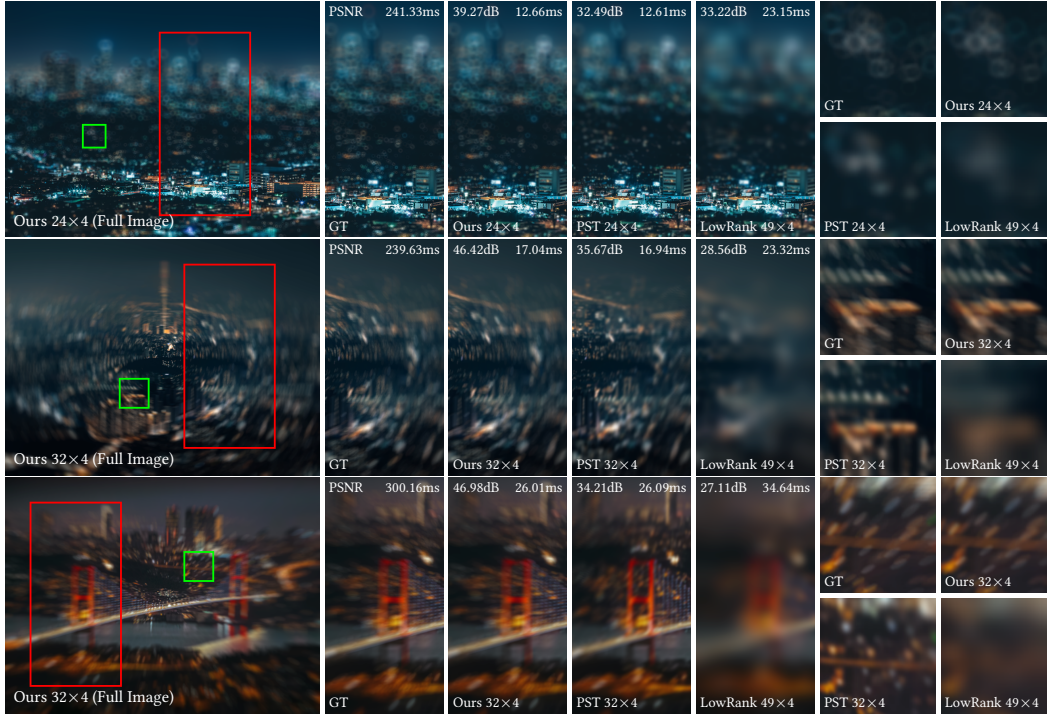 PSNR 241.33ms 39.27dB 12.66ms 32.49dB 12.61ms 33.22dB 23.15ms
GT Ours 24×4
Ours 24×4 (Full Image) GT Ours 24×4 PST 24×4 LowRank 49×4 PST 24×4 LowRank 49×4
PSNR 239.63ms 46.42dB 17.04ms 35.67dB 16.94ms 28.56dB 23.32ms
GT Ours 32×4
Ours 32×4 (Full Image) GT Ours 32×4 PST 32×4 LowRank 49×4 PST 32×4 LowRank 49×4
PSNR 300.16ms 46.98dB 26.01ms 34.21dB 26.09ms 27.11dB 34.64ms
GT Ours 32×4
Ours 32×4 (Full Image) GT Ours 32×4 PST 32×4 LowRank 49×4 PST 32×4 LowRank 49×4